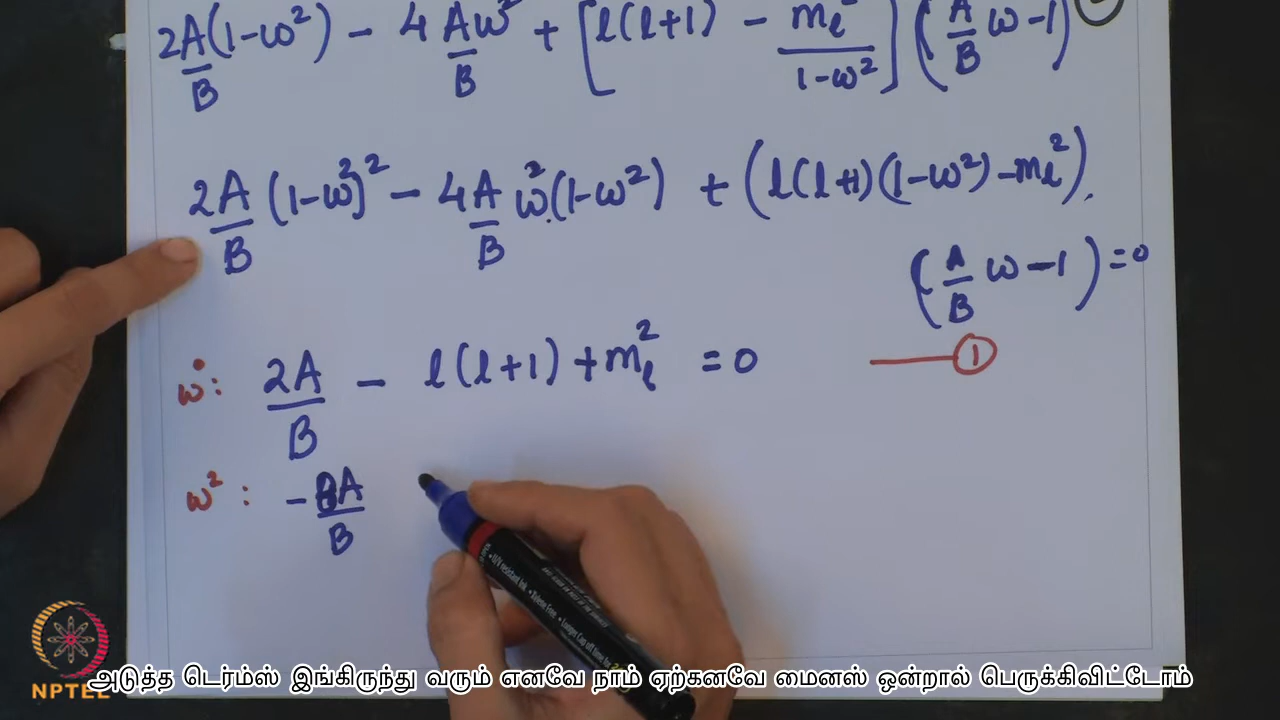 2A/B (1-ω²) - 4 A/B ω² + [l(l+1) - m_l²/(1-ω²)] (A/B ω - 1)
2A/B (1-ω²)² - 4A/B ω²(1-ω²) + (l(l+1)(1-ω²) - m_l²).
(A/B ω - 1) = 0
ω⁰: 2A/B - l(l+1) + m_l² = 0 —— ①
ω²: -8A/B
NPTEL
அடுத்த டெர்ம்ஸ் இங்கிருந்து வரும் எனவே நாம் ஏற்கனவே மைனஸ் ஒன்றால் பெருக்கிவிட்டோம்